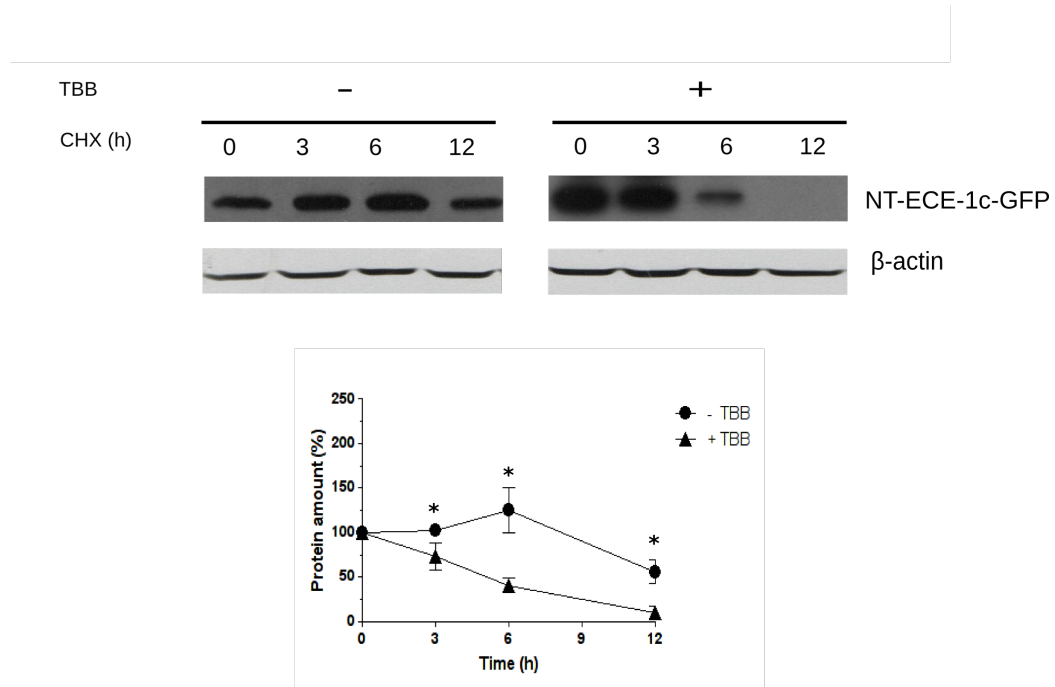 TBB – +
CHX (h) 0 3 6 12 0 3 6 12
NT-ECE-1c-GFP
β-actin
250
200
150
100
50
0
Protein amount (%)
* * *
- TBB
+ TBB
0 3 6 9 12
Time (h)